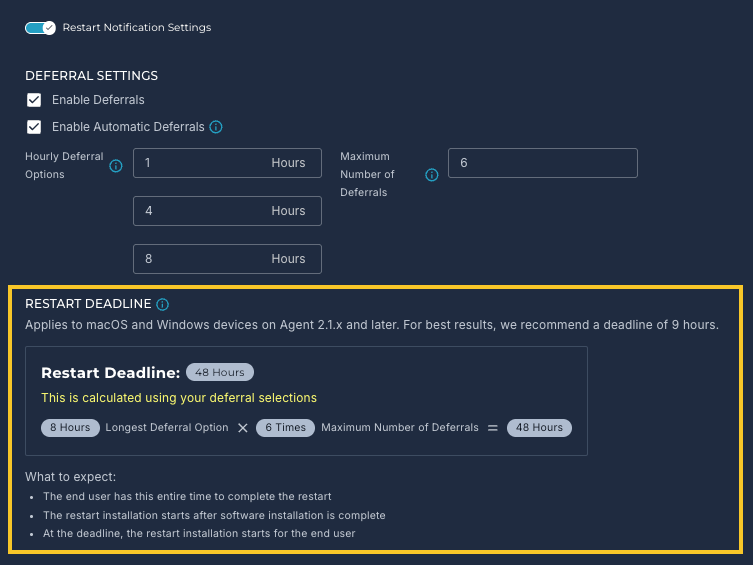 Restart Notification Settings
DEFERRAL SETTINGS
Enable Deferrals
Enable Automatic Deferrals
Hourly Deferral
Options
1 Hours
4 Hours
8 Hours
Maximum
Number of
Deferrals
6
RESTART DEADLINE
Applies to macOS and Windows devices on Agent 2.1.x and later. For best results, we recommend a deadline of 9 hours.
Restart Deadline: 48 Hours
This is calculated using your deferral selections
8 Hours Longest Deferral Option × 6 Times Maximum Number of Deferrals = 48 Hours
What to expect:
• The end user has this entire time to complete the restart
• The restart installation starts after software installation is complete
• At the deadline, the restart installation starts for the end user